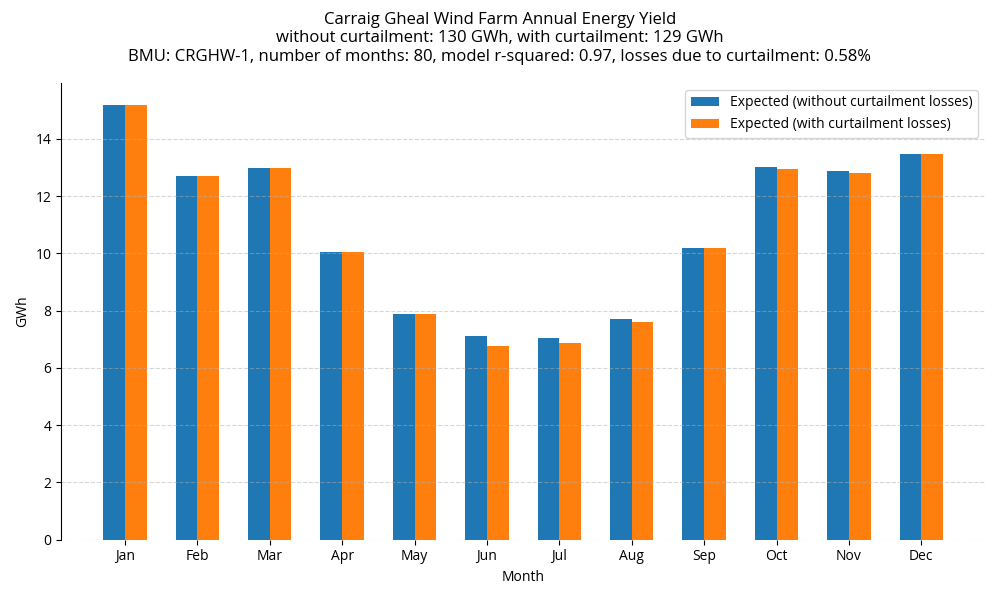 Carraig Gheal Wind Farm Annual Energy Yield
without curtailment: 130 GWh, with curtailment: 129 GWh
BMU: CRGHW-1, number of months: 80, model r-squared: 0.97, losses due to curtailment: 0.58%
Expected (without curtailment losses)
Expected (with curtailment losses)
GWh
14
12
10
8
6
4
2
0
Jan Feb Mar Apr May Jun Jul Aug Sep Oct Nov Dec
Month